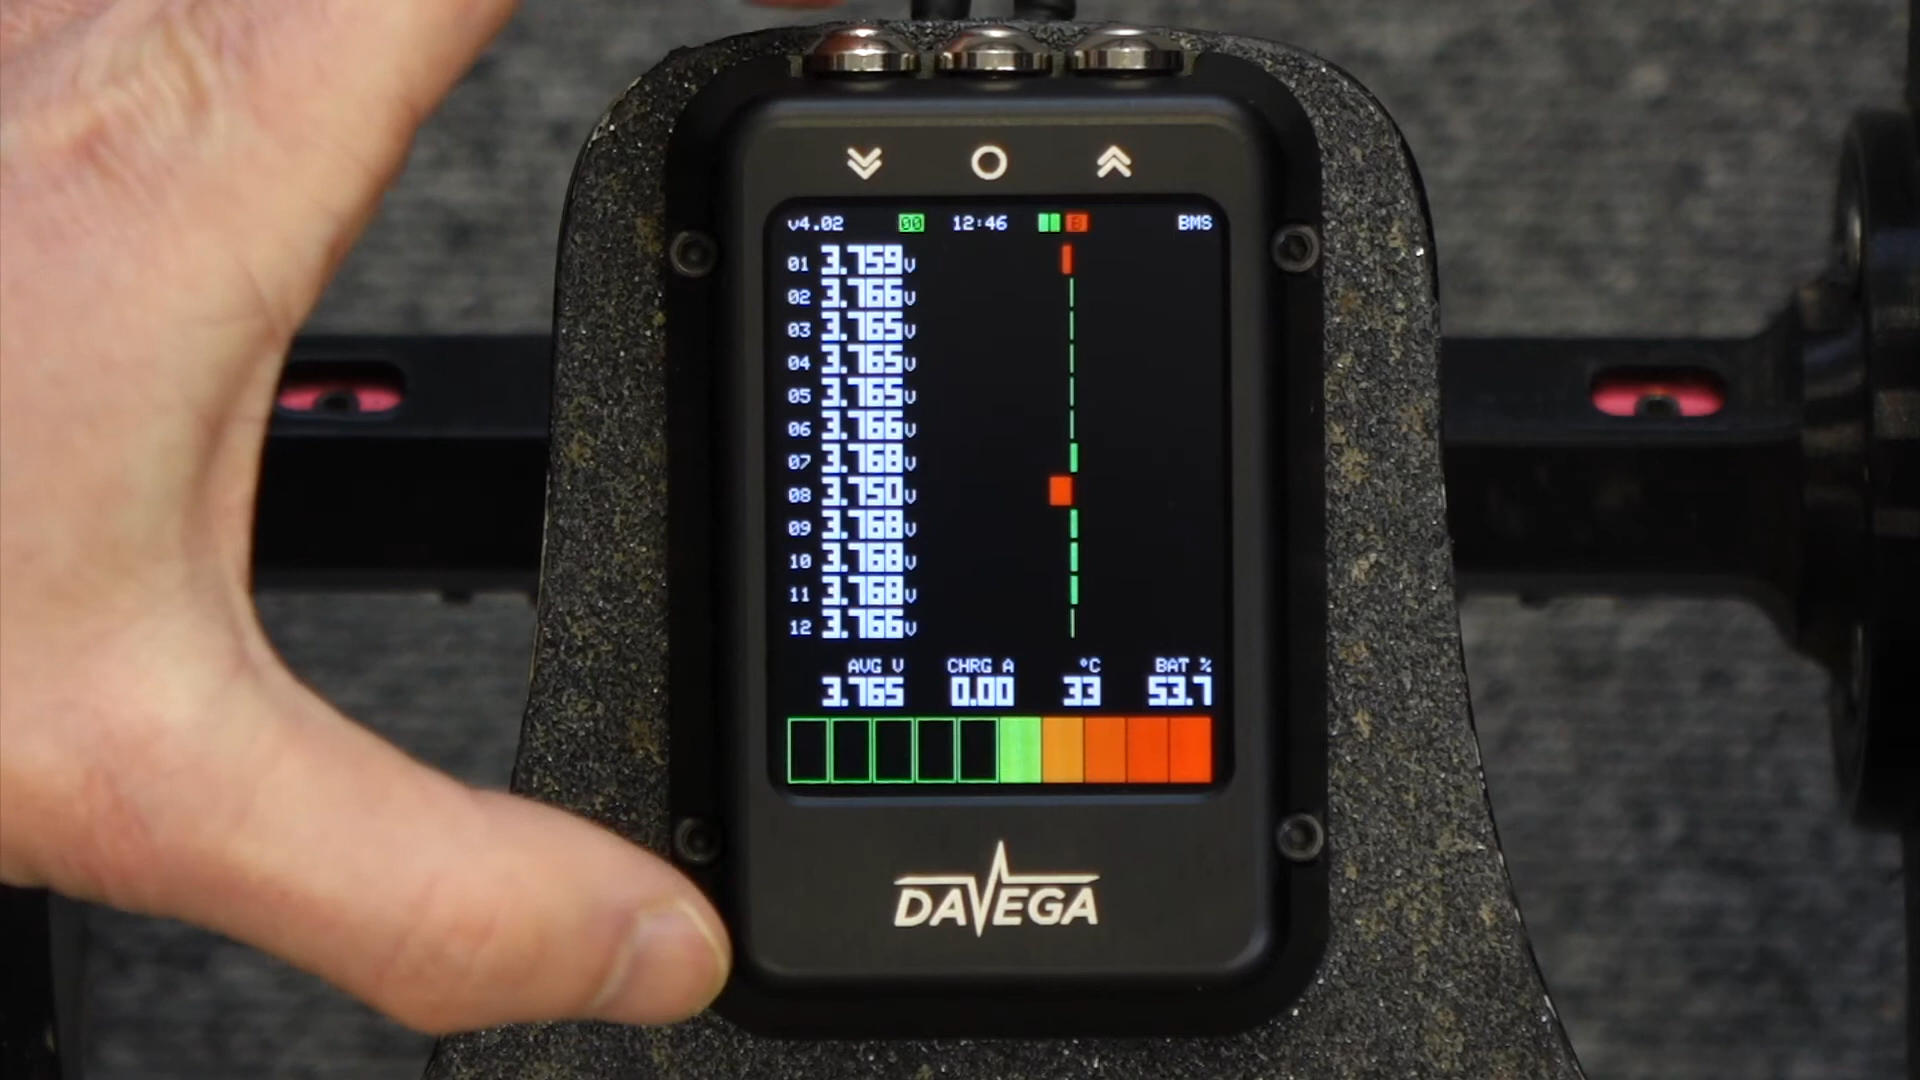 v4.02 00 12:46 B BMS
01 3.759V
02 3.766V
03 3.765V
04 3.765V
05 3.765V
06 3.766V
07 3.768V
08 3.750V
09 3.768V
10 3.768V
11 3.768V
12 3.766V
AVG V CHRG A °C BAT %
3.765 0.00 33 53.7
DAVEGA